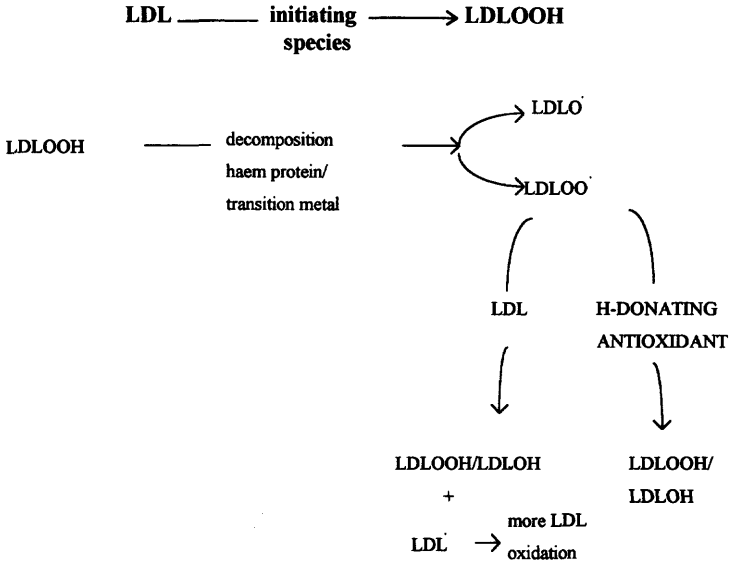 LDL initiating LDLOOH
species
LDLOOH
decomposition
haem protein/
transition metal
LDLO˙
LDLOO˙
LDL
H-DONATING
ANTIOXIDANT
LDLOOH/LDLOH
+
LDL˙
more LDL
oxidation
LDLOOH/
LDLOH